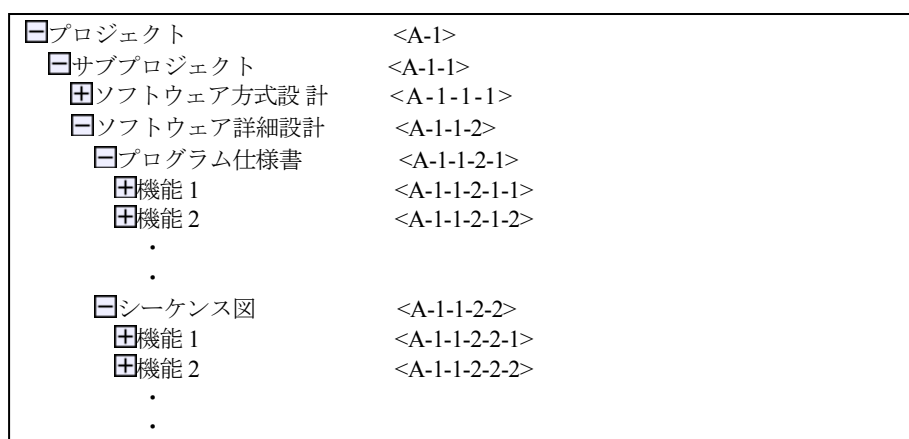 プロジェクト <A-1>
サブプロジェクト <A-1-1>
ソフトウェア方式設計 <A-1-1-1>
ソフトウェア詳細設計 <A-1-1-2>
プログラム仕様書 <A-1-1-2-1>
機能 1 <A-1-1-2-1-1>
機能 2 <A-1-1-2-1-2>
・
・
シーケンス図 <A-1-1-2-2>
機能 1 <A-1-1-2-2-1>
機能 2 <A-1-1-2-2-2>
・
・